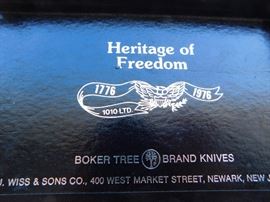 Heritage of
Freedom
1776 1976
1010 LTD.
BOKER TREE BRAND KNIVES
J. WISS & SONS CO., 400 WEST MARKET STREET, NEWARK, NEW J